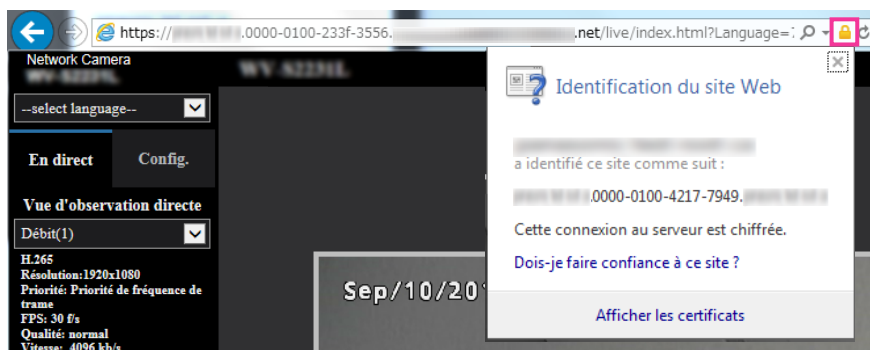 https://
.0000-0100-233f-3556.
.net/live/index.html?Language=
Network Camera
--select language--
En direct
Config.
Vue d'observation directe
Débit(1)
H.265
Résolution:1920x1080
Priorité: Priorité de fréquence de
trame
FPS: 30 f/s
Qualité: normal
Vitesse: 4096 kb/s
Sep/10/20
Identification du site Web
a identifié ce site comme suit :
.0000-0100-4217-7949.
Cette connexion au serveur est chiffrée.
Dois-je faire confiance à ce site ?
Afficher les certificats